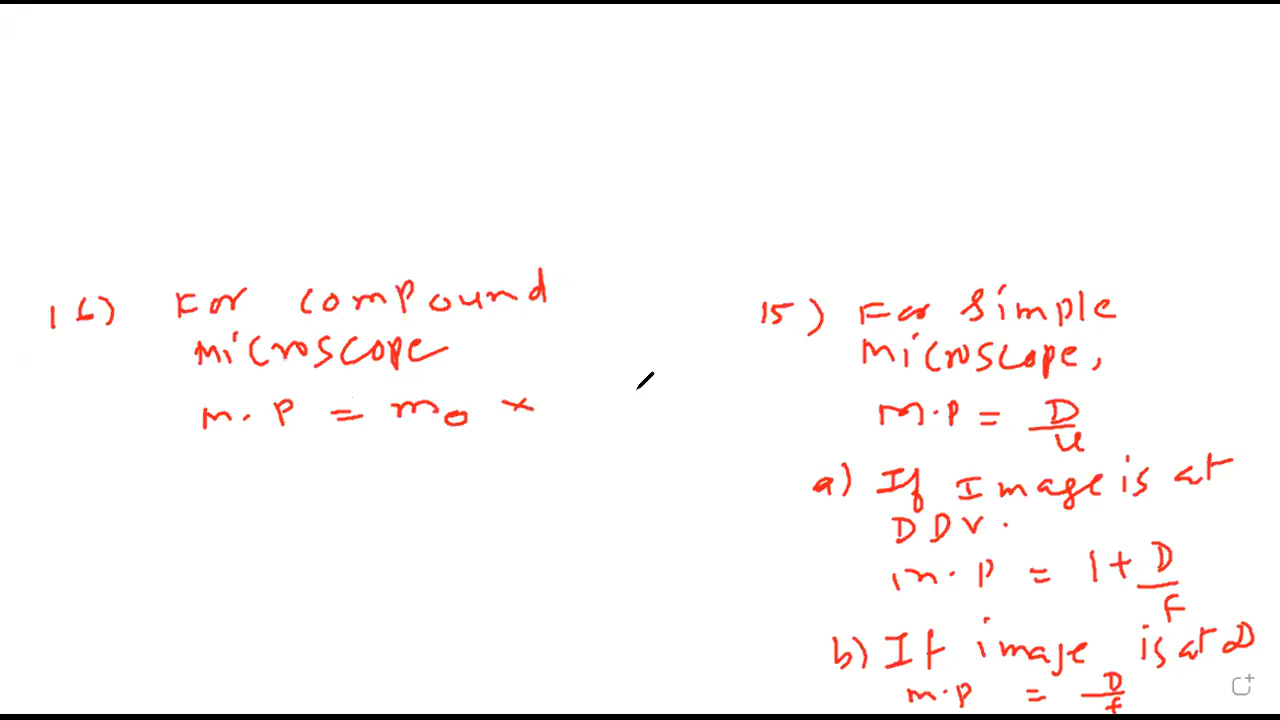 16) For compound
microscope
m.p = m₀ ×
15) For simple
microscope,
M.P = D/u
a) If Image is at
DDV.
m.p = 1+ D/F
b) If image is at ∞
m.p = D/f